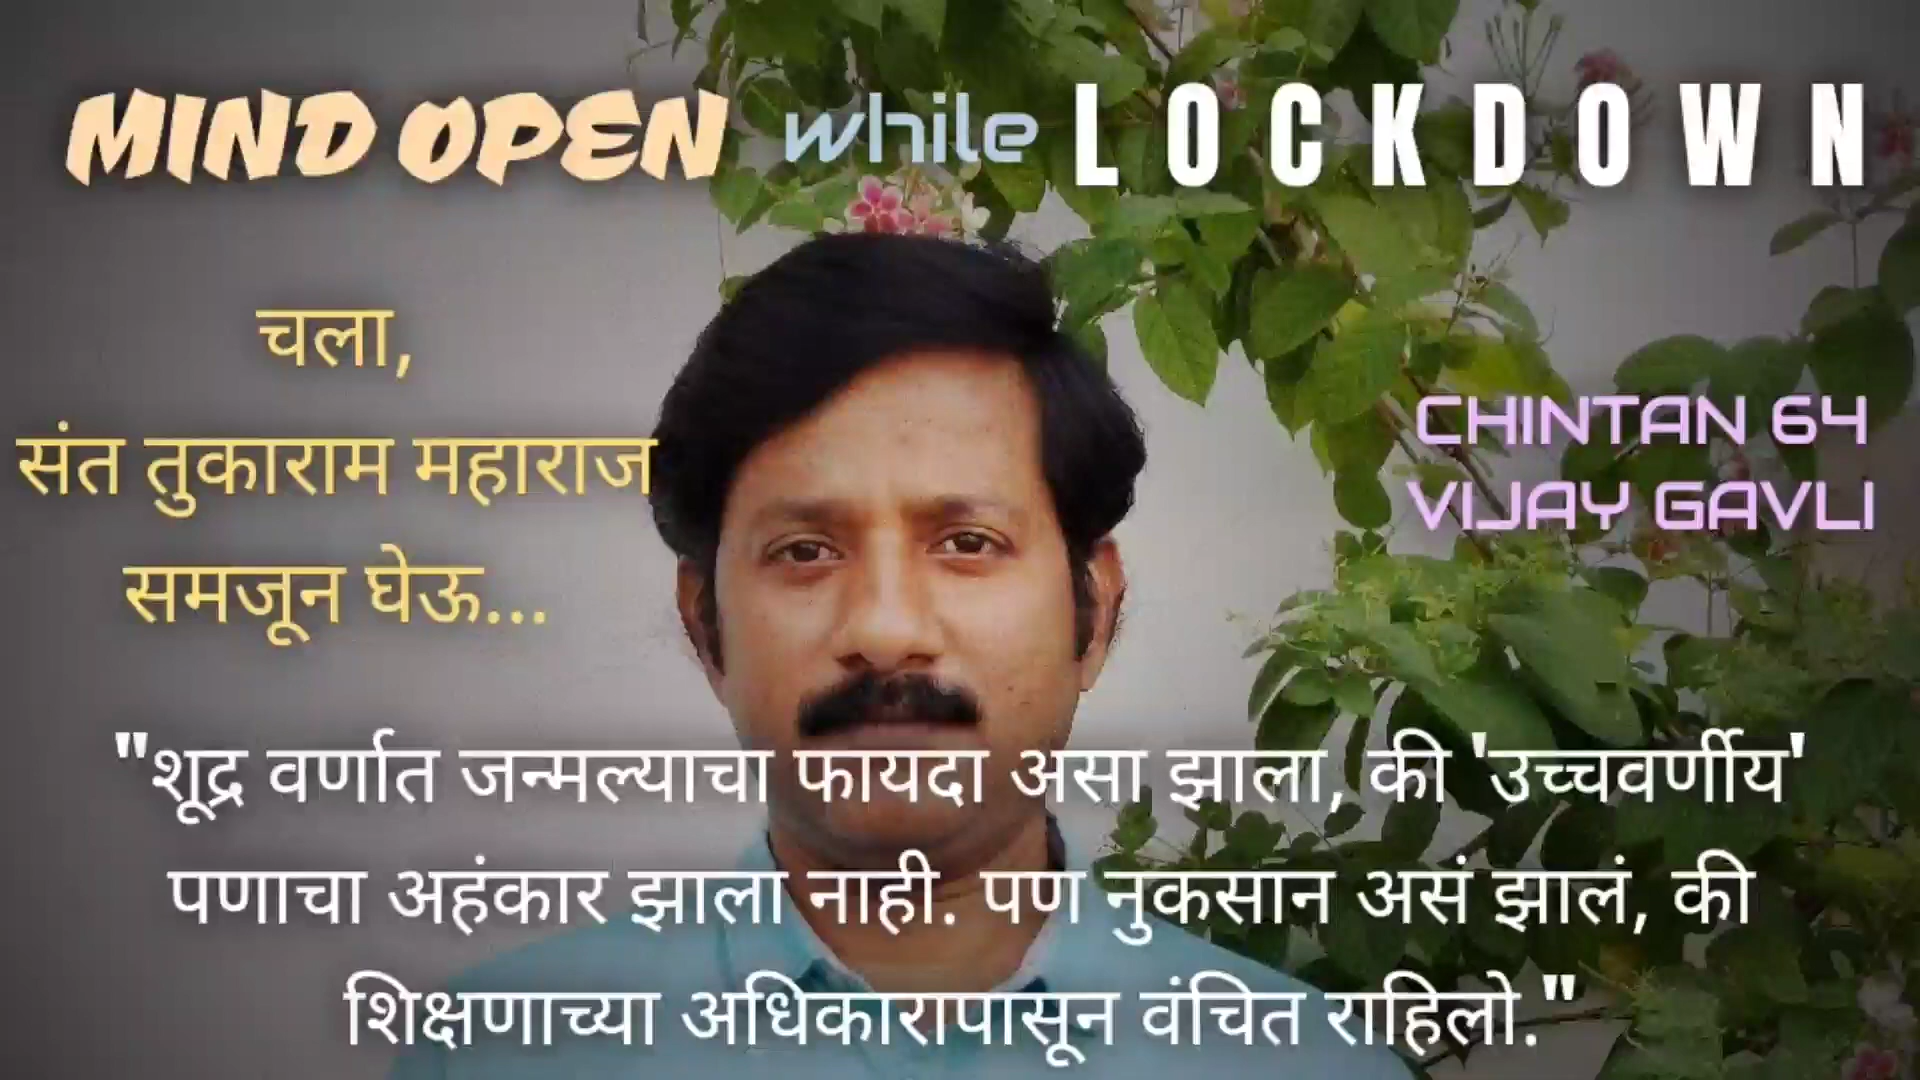 MIND OPEN while LOCKDOWN
चला,
संत तुकाराम महाराज
समजून घेऊ...
CHINTAN 64
VIJAY GAVLI
"शूद्र वर्णात जन्मल्याचा फायदा असा झाला, की 'उच्चवर्णीय'
पणाचा अहंकार झाला नाही. पण नुकसान असं झालं, की
शिक्षणाच्या अधिकारापासून वंचित राहिलो."